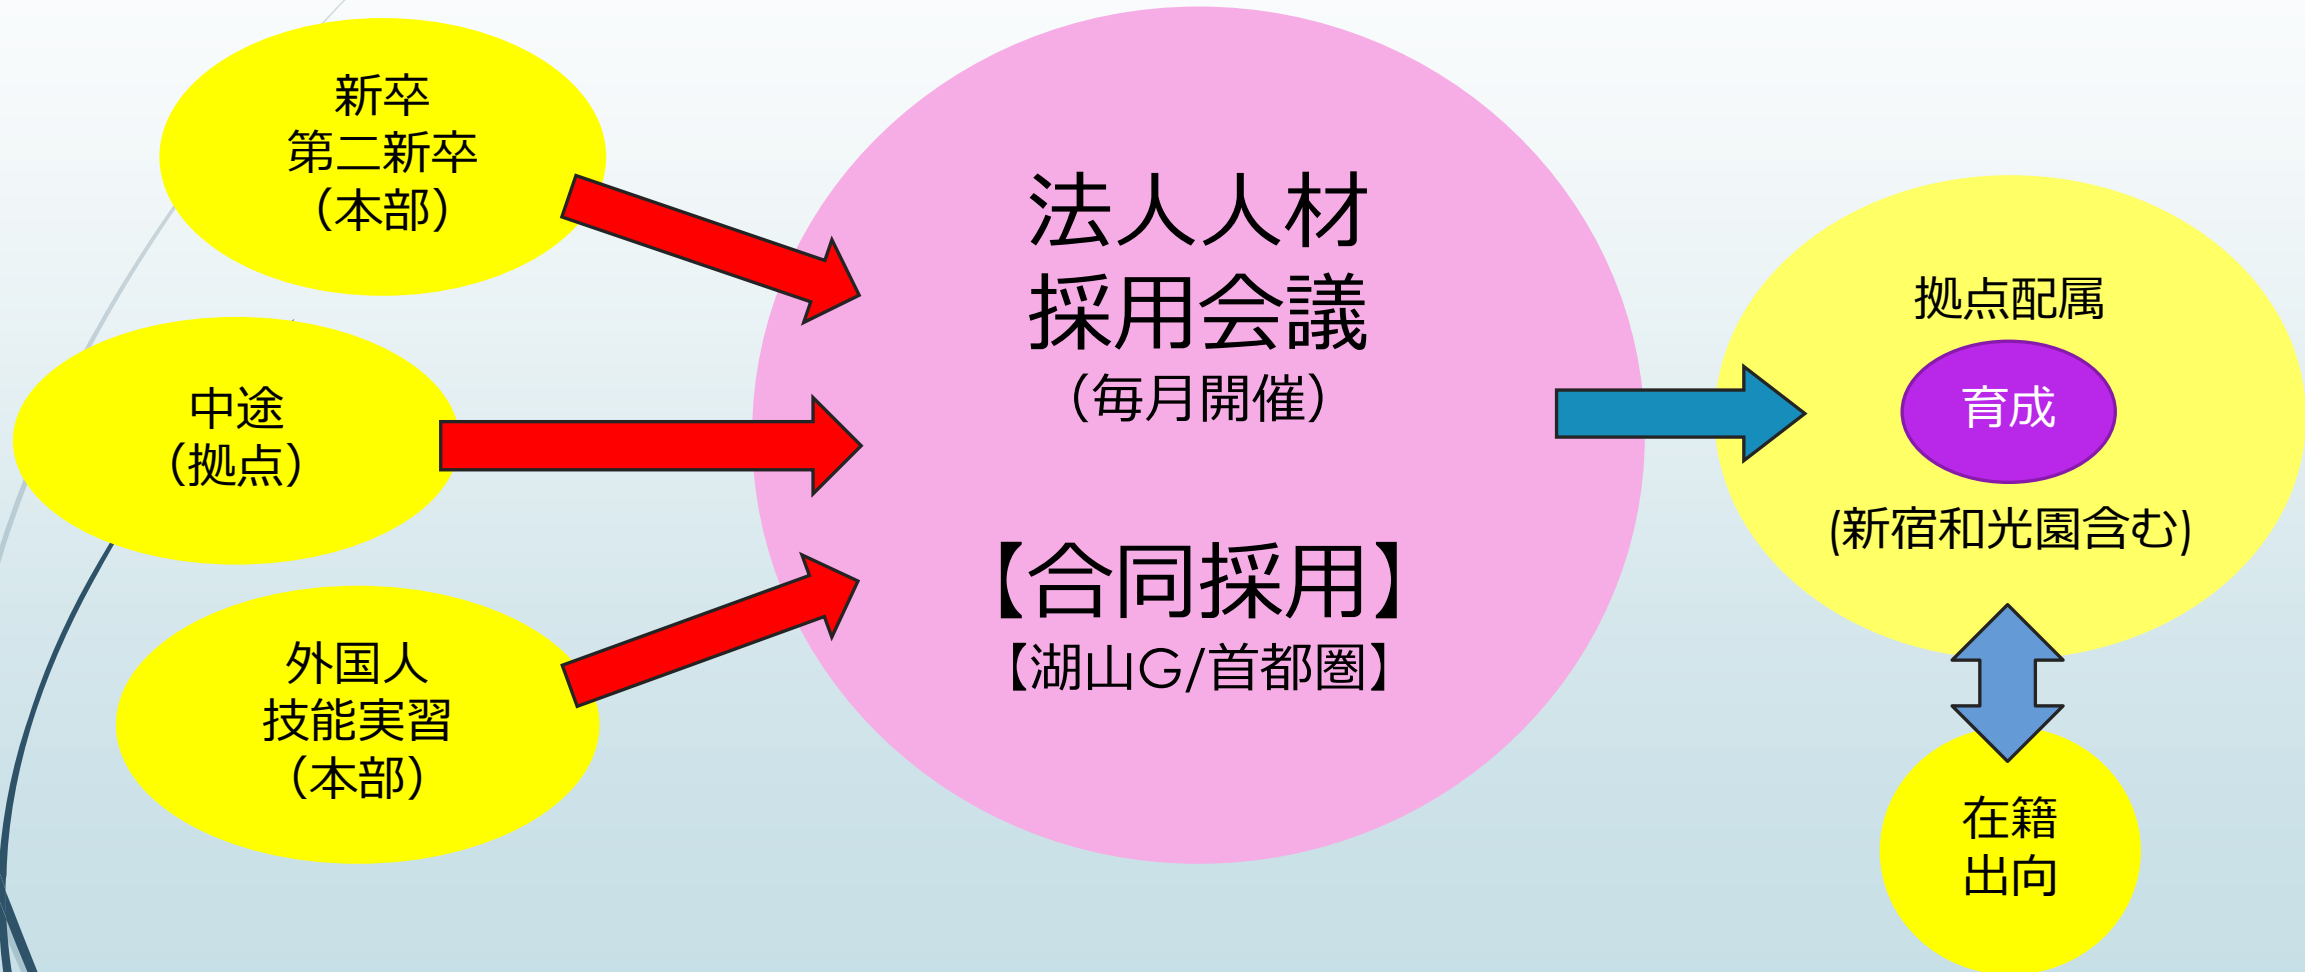 新卒
第二新卒
（本部）
中途
（拠点）
外国人
技能実習
（本部）
法人人材
採用会議
（毎月開催）
【合同採用】
【湖山G/首都圏】
拠点配属
育成
(新宿和光園含む)
在籍
出向